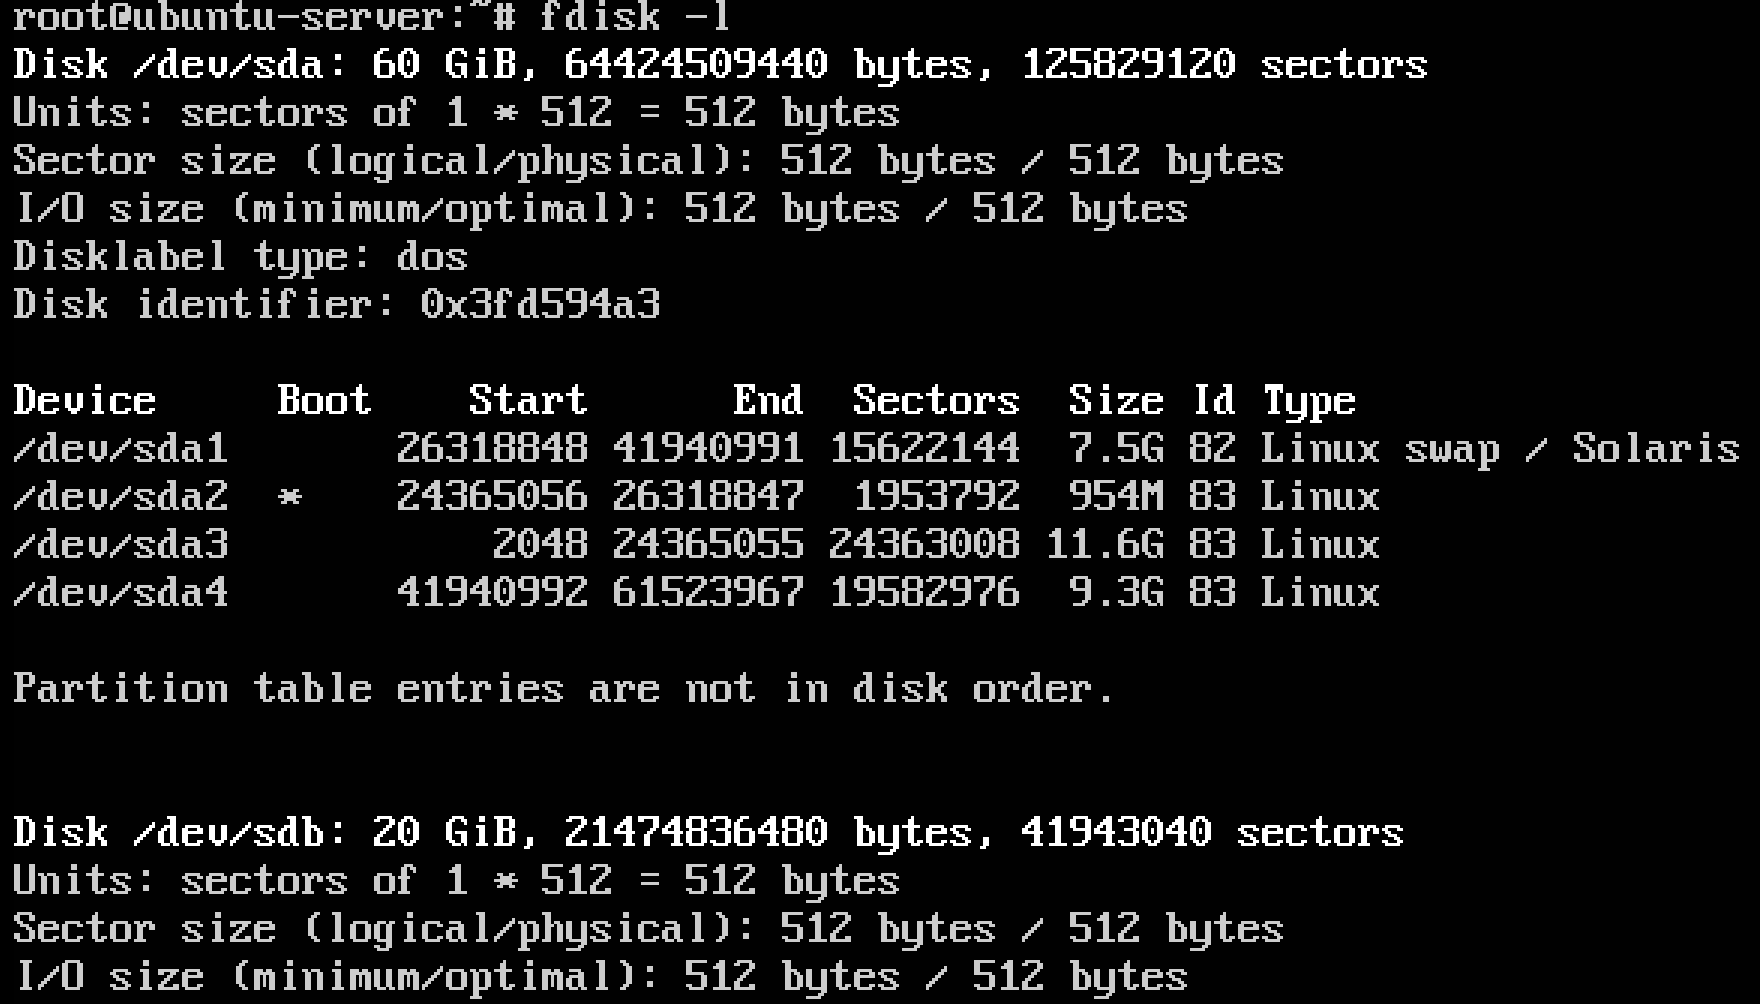 root@ubuntu-server:~# fdisk -l
Disk /dev/sda: 60 GiB, 64424509440 bytes, 125829120 sectors
Units: sectors of 1 * 512 = 512 bytes
Sector size (logical/physical): 512 bytes / 512 bytes
I/O size (minimum/optimal): 512 bytes / 512 bytes
Disklabel type: dos
Disk identifier: 0x3fd594a3
Device     Boot    Start      End  Sectors  Size Id Type
/dev/sda1       26318848 41940991 15622144  7.5G 82 Linux swap / Solaris
/dev/sda2  *    24365056 26318847  1953792  954M 83 Linux
/dev/sda3           2048 24365055 24363008 11.6G 83 Linux
/dev/sda4       41940992 61523967 19582976  9.3G 83 Linux
Partition table entries are not in disk order.
Disk /dev/sdb: 20 GiB, 21474836480 bytes, 41943040 sectors
Units: sectors of 1 * 512 = 512 bytes
Sector size (logical/physical): 512 bytes / 512 bytes
I/O size (minimum/optimal): 512 bytes / 512 bytes